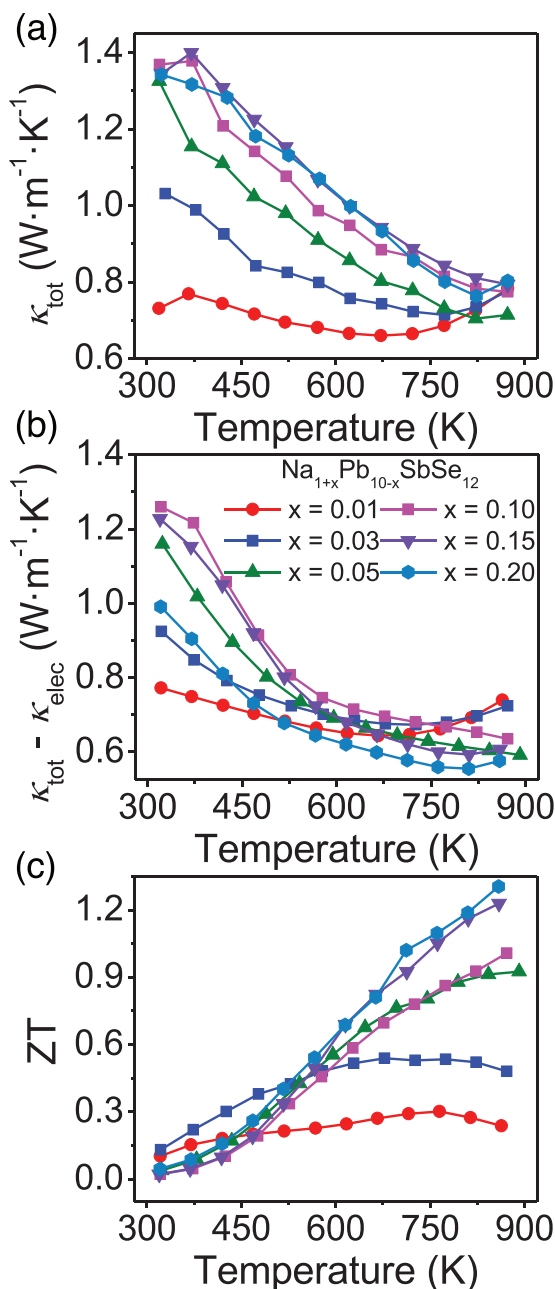 (a)
1.4
1.2
1.0
0.8
0.6
κtot (W·m⁻¹·K⁻¹)
300 450 600 750 900
Temperature (K)
(b)
Na1+xPb10-xSbSe12
x = 0.01 x = 0.10
x = 0.03 x = 0.15
x = 0.05 x = 0.20
1.4
1.2
1.0
0.8
0.6
κtot - κelec (W·m⁻¹·K⁻¹)
300 450 600 750 900
Temperature (K)
(c)
1.2
0.9
0.6
0.3
0.0
ZT
300 450 600 750 900
Temperature (K)